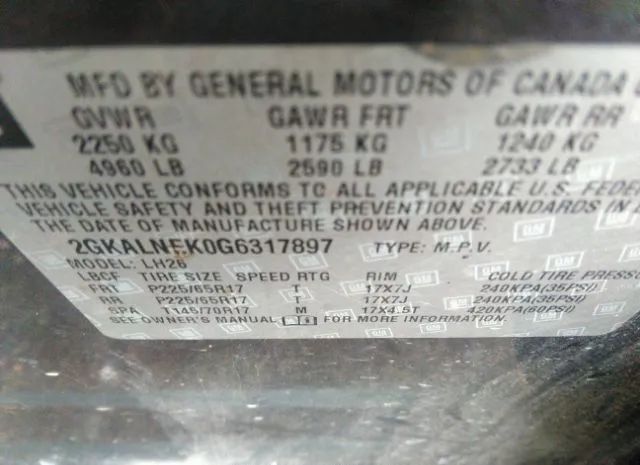 MFD BY GENERAL MOTORS OF CANADA
GVWR GAWR FRT GAWR RR
2250 KG 1175 KG 1240 KG
4960 LB 2590 LB 2733 LB
THIS VEHICLE CONFORMS TO ALL APPLICABLE U.S. FEDE
VEHICLE SAFETY AND THEFT PREVENTION STANDARDS IN
THE DATE OF MANUFACTURE SHOWN ABOVE.
2GKALNEK0G6317897 TYPE: M.P.V.
MODEL: LH26
LBCF TIRE SIZE SPEED RTG RIM COLD TIRE PRESSU
FRT P225/65R17 T 17X7J 240KPA(35PSI)
RR P225/65R17 T 17X7J 240KPA(35PSI)
SPA T145/70R17 M 17X4.5T 420KPA(60PSI)
SEE OWNER'S MANUAL FOR MORE INFORMATION.